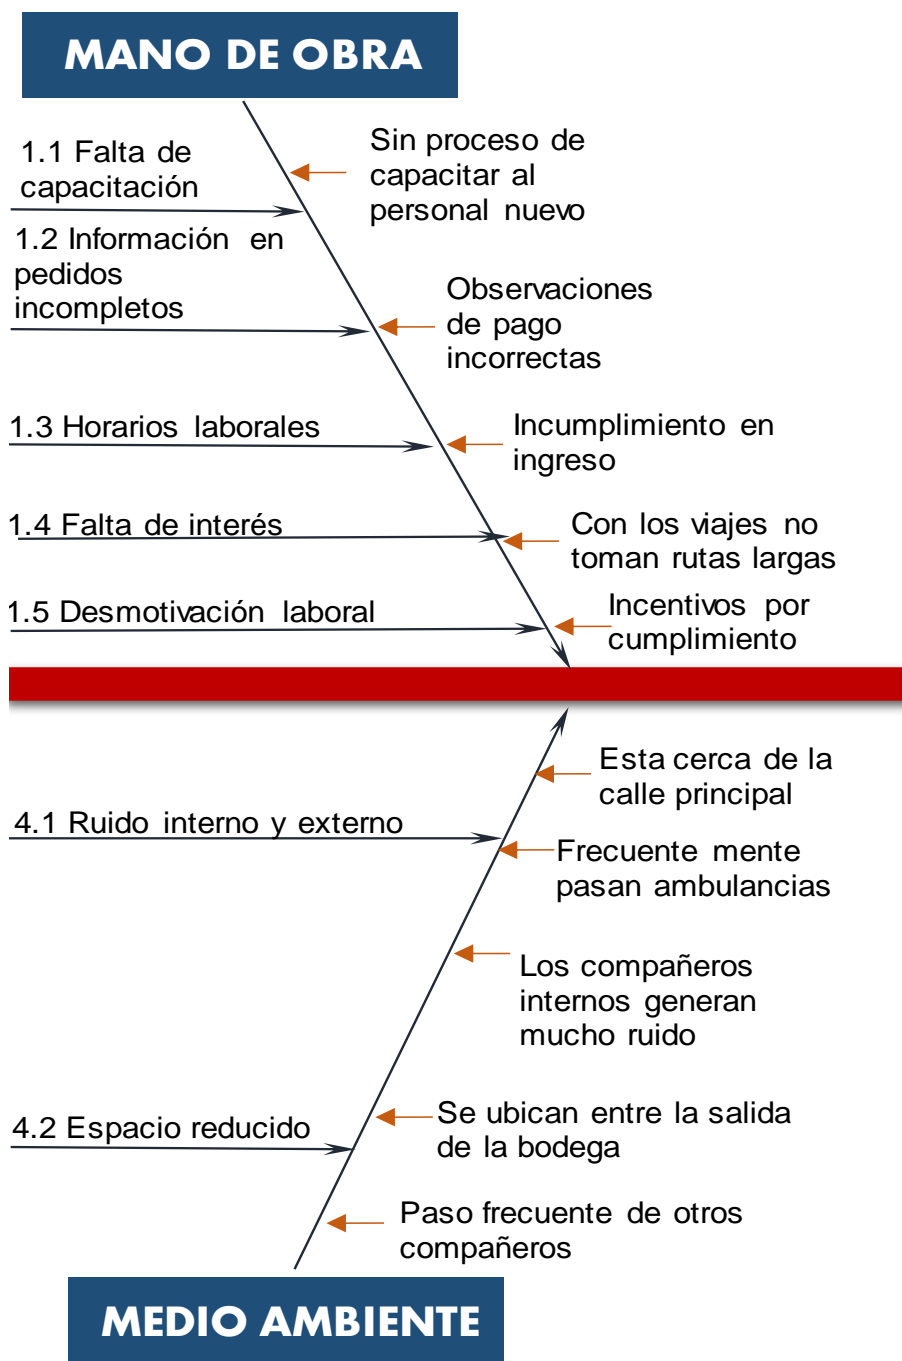 MANO DE OBRA
1.1 Falta de
capacitación
Sin proceso de
capacitar al
personal nuevo
1.2 Información en
pedidos
incompletos
Observaciones
de pago
incorrectas
1.3 Horarios laborales
Incumplimiento en
ingreso
1.4 Falta de interés
Con los viajes no
toman rutas largas
1.5 Desmotivación laboral
Incentivos por
cumplimiento
Esta cerca de la
calle principal
4.1 Ruido interno y externo
Frecuente mente
pasan ambulancias
Los compañeros
internos generan
mucho ruido
4.2 Espacio reducido
Se ubican entre la salida
de la bodega
Paso frecuente de otros
compañeros
MEDIO AMBIENTE